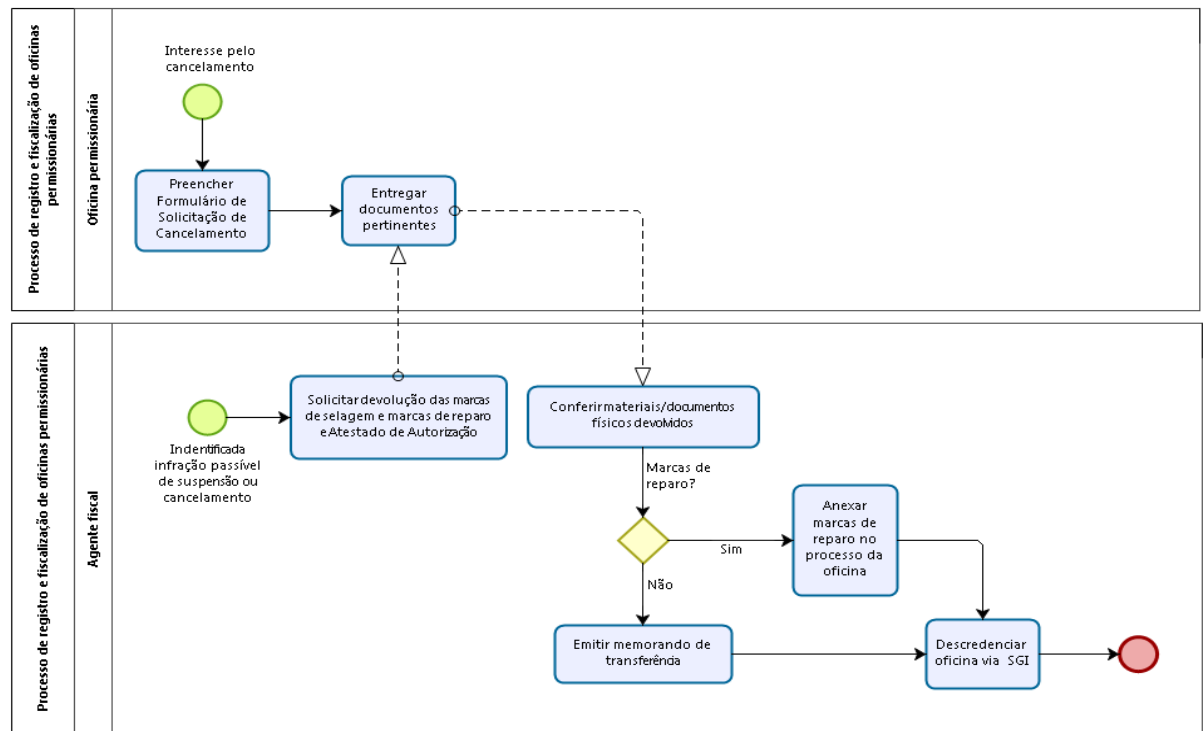 Processo de registro e fiscalização de oficinas
permissionárias
Oficina permissionária
Interesse pelo
cancelamento
Preencher
Formulário de
Solicitação de
Cancelamento
Entregar
documentos
pertinentes
Processo de registro e fiscalização de oficinas permissionárias
Agente fiscal
Indentificada
infração passível
de suspensão ou
cancelamento
Solicitar devolução das marcas
de selagem e marcas de reparo
e Atestado de Autorização
Conferir materiais/documentos
físicos devolvidos
Marcas de
reparo?
Sim
Não
Anexar
marcas de
reparo no
processo da
oficina
Emitir memorando de
transferência
Descredenciar
oficina via SGI